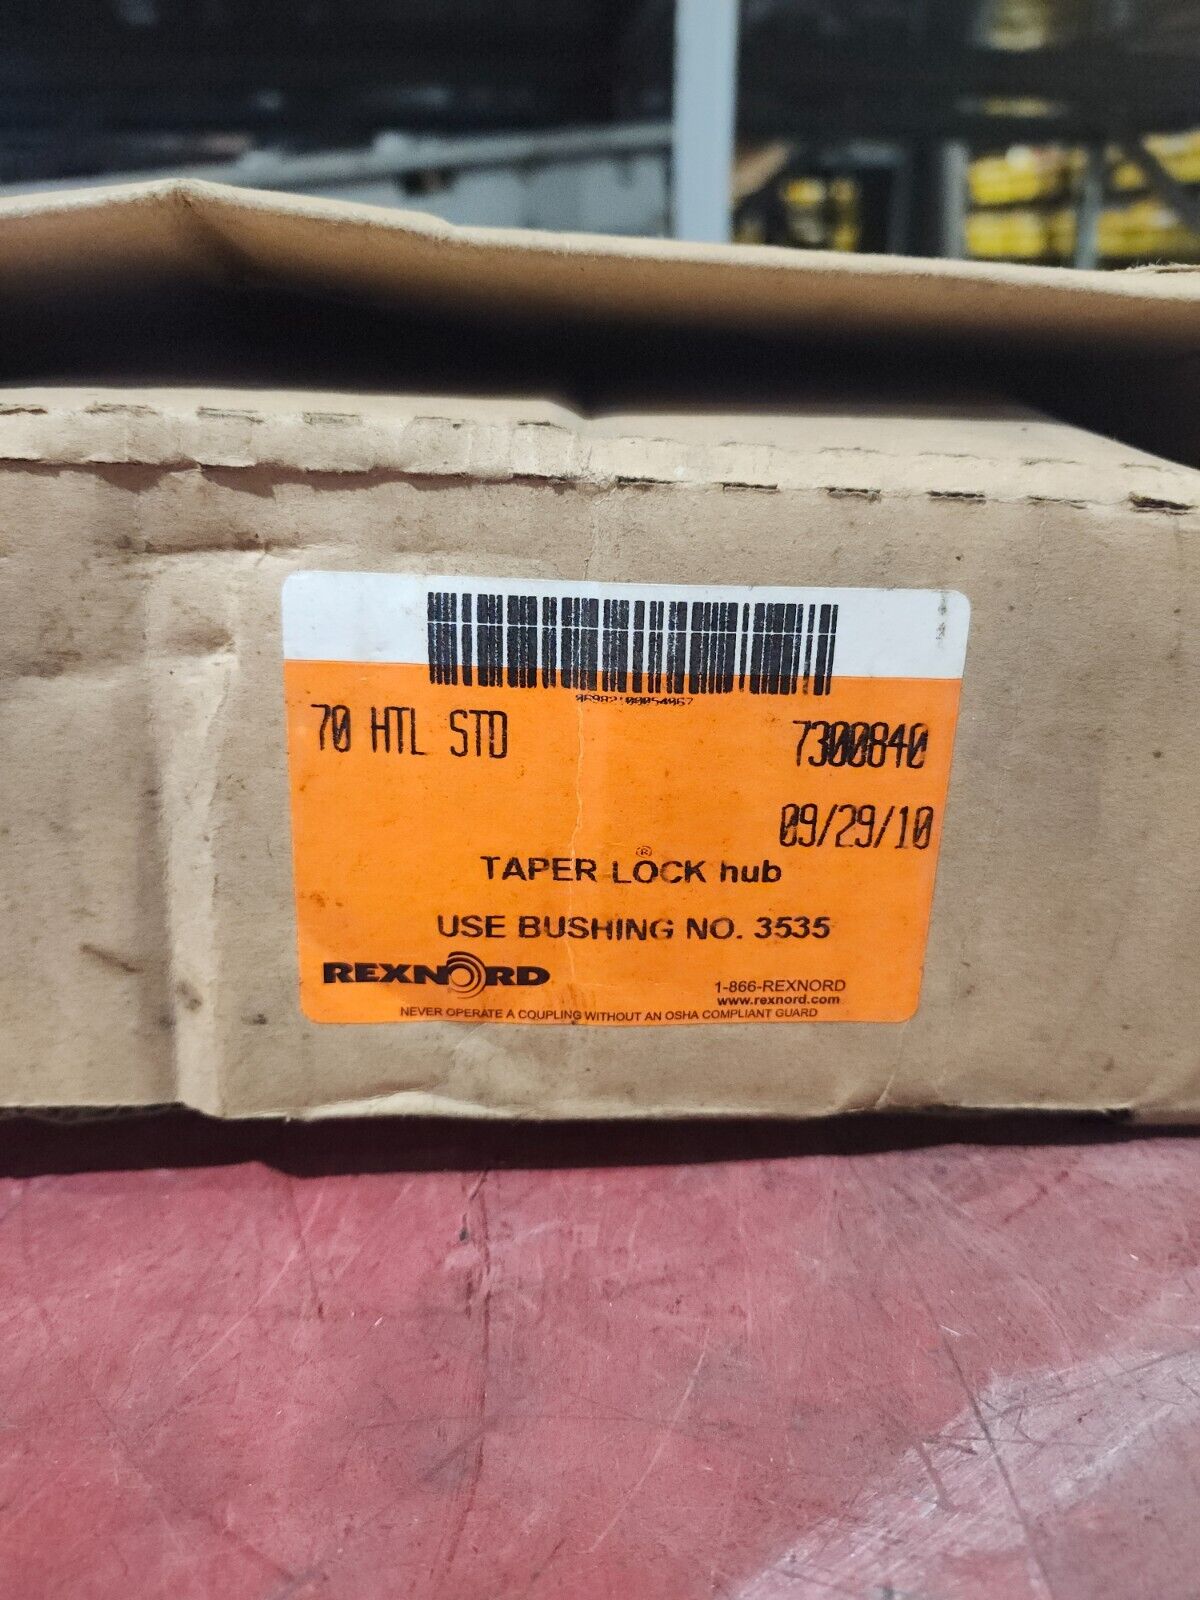 70 HTL STD 7300840
09/29/10
TAPER LOCK® hub
USE BUSHING NO. 3535
REXNORD 1-866-REXNORD
www.rexnord.com
NEVER OPERATE A COUPLING WITHOUT AN OSHA COMPLIANT GUARD